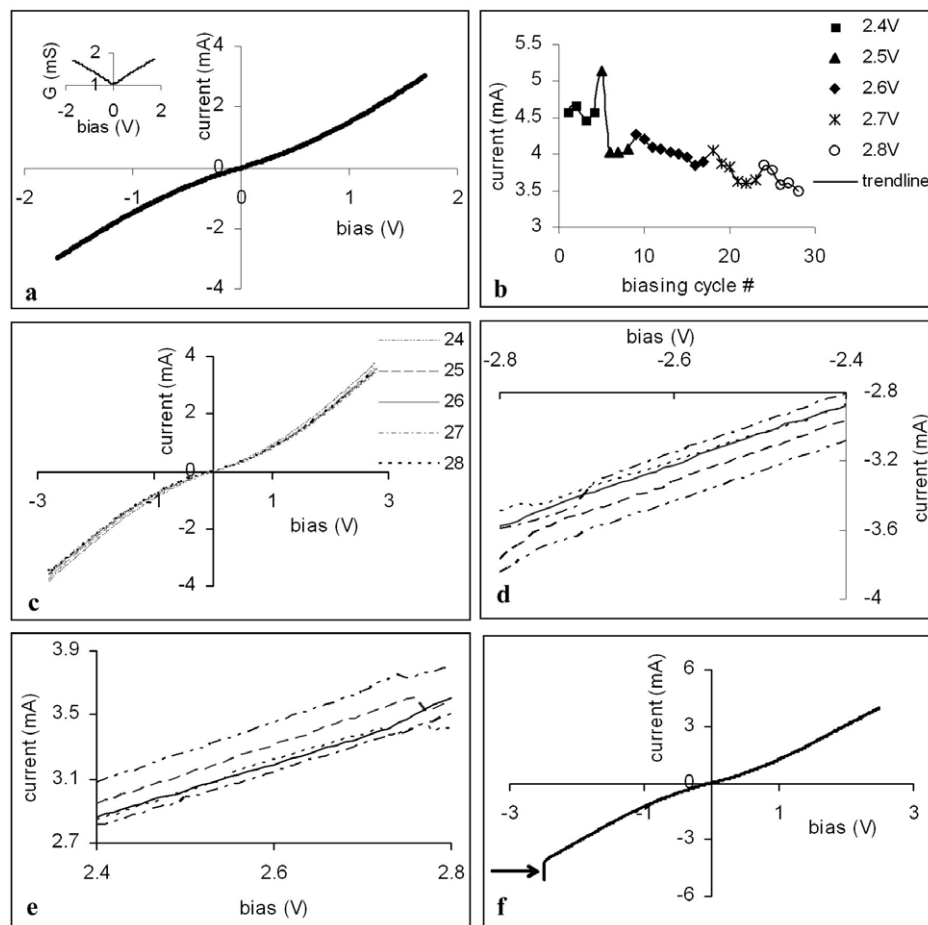 G (mS)
2
1
-2
0
2
bias (V)
current (mA)
4
2
0
-2
-4
-2
-1
0
1
2
bias (V)
a
current (mA)
5.5
5
4.5
4
3.5
3
0
10
20
30
biasing cycle #
2.4V
2.5V
2.6V
2.7V
2.8V
trendline
b
current (mA)
4
2
0
-2
-4
-3
-1
1
3
bias (V)
24
25
26
27
28
c
bias (V)
-2.8
-2.6
-2.4
-2.8
-3.2
-3.6
-4
current (mA)
d
current (mA)
3.9
3.5
3.1
2.7
2.4
2.6
2.8
bias (V)
e
current (mA)
6
3
0
-3
-6
-3
-1
1
3
bias (V)
f